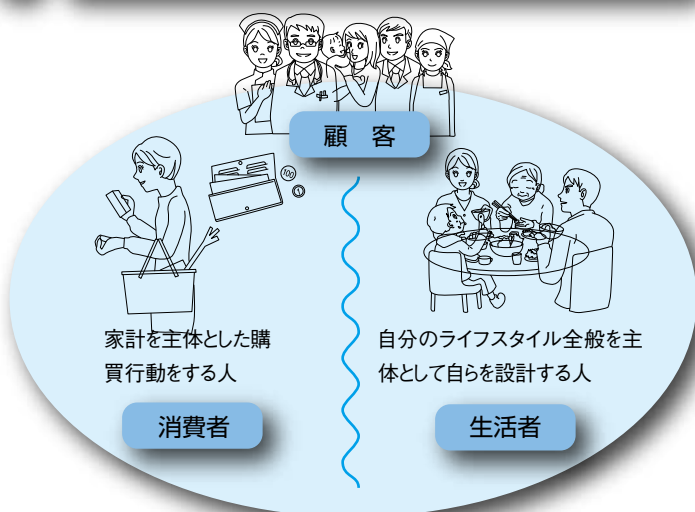 顧 客
100
1
家計を主体とした購
買行動をする人
消費者
自分のライフスタイル全般を主
体として自らを設計する人
生活者